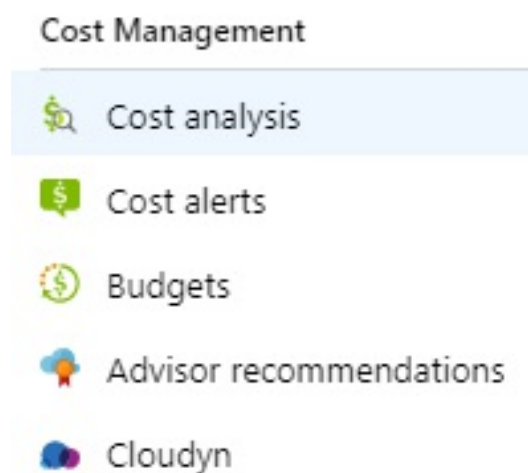 Cost Management
Cost analysis
Cost alerts
Budgets
Advisor recommendations
Cloudyn